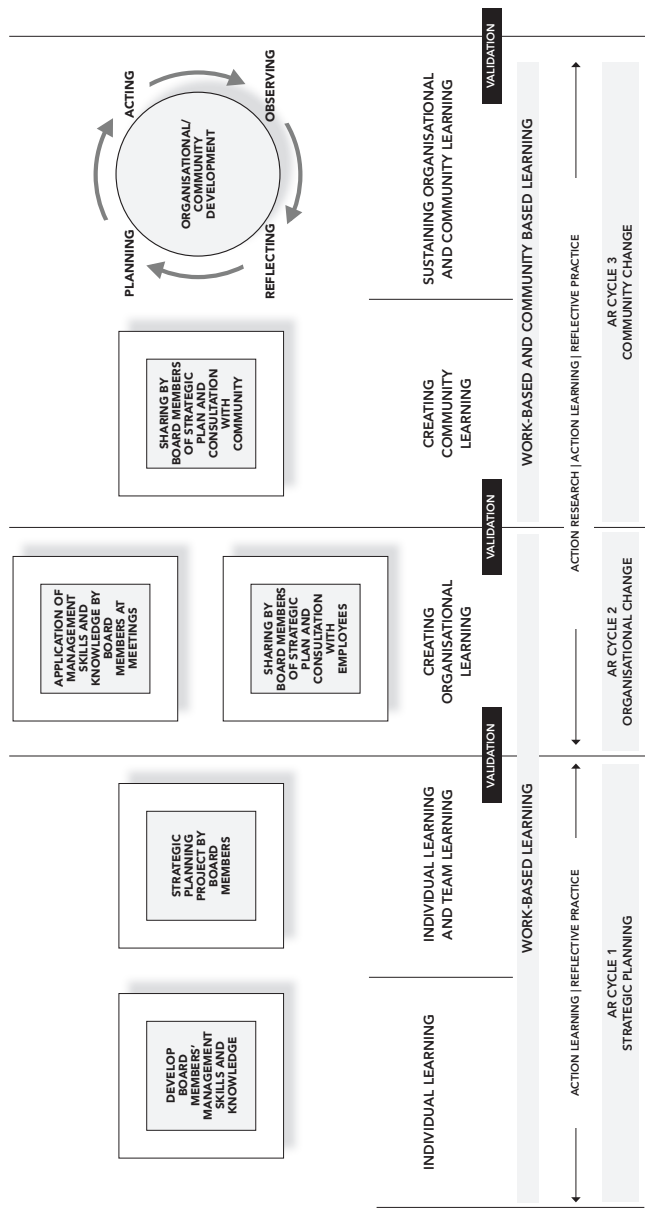 DEVELOP
BOARD
MEMBERS’
MANAGEMENT
SKILLS AND
KNOWLEDGE
STRATEGIC
PLANNING
PROJECT BY
BOARD
MEMBERS
APPLICATION OF
MANAGEMENT
SKILLS AND
KNOWLEDGE BY
BOARD
MEMBERS AT
MEETINGS
SHARING BY
BOARD MEMBERS
OF STRATEGIC
PLAN AND
CONSULTATION
WITH
EMPLOYEES
SHARING BY
BOARD MEMBERS
OF STRATEGIC
PLAN AND
CONSULTATION
WITH
COMMUNITY
PLANNING
ACTING
ORGANISATIONAL/
COMMUNITY
DEVELOPMENT
REFLECTING
OBSERVING
INDIVIDUAL LEARNING
INDIVIDUAL LEARNING
AND TEAM LEARNING
CREATING
ORGANISATIONAL
LEARNING
CREATING
COMMUNITY
LEARNING
SUSTAINING ORGANISATIONAL
AND COMMUNITY LEARNING
VALIDATION
VALIDATION
VALIDATION
WORK-BASED LEARNING
WORK-BASED AND COMMUNITY BASED LEARNING
ACTION LEARNING | REFLECTIVE PRACTICE
ACTION RESEARCH | ACTION LEARNING | REFLECTIVE PRACTICE
AR CYCLE 1
STRATEGIC PLANNING
AR CYCLE 2
ORGANISATIONAL CHANGE
AR CYCLE 3
COMMUNITY CHANGE